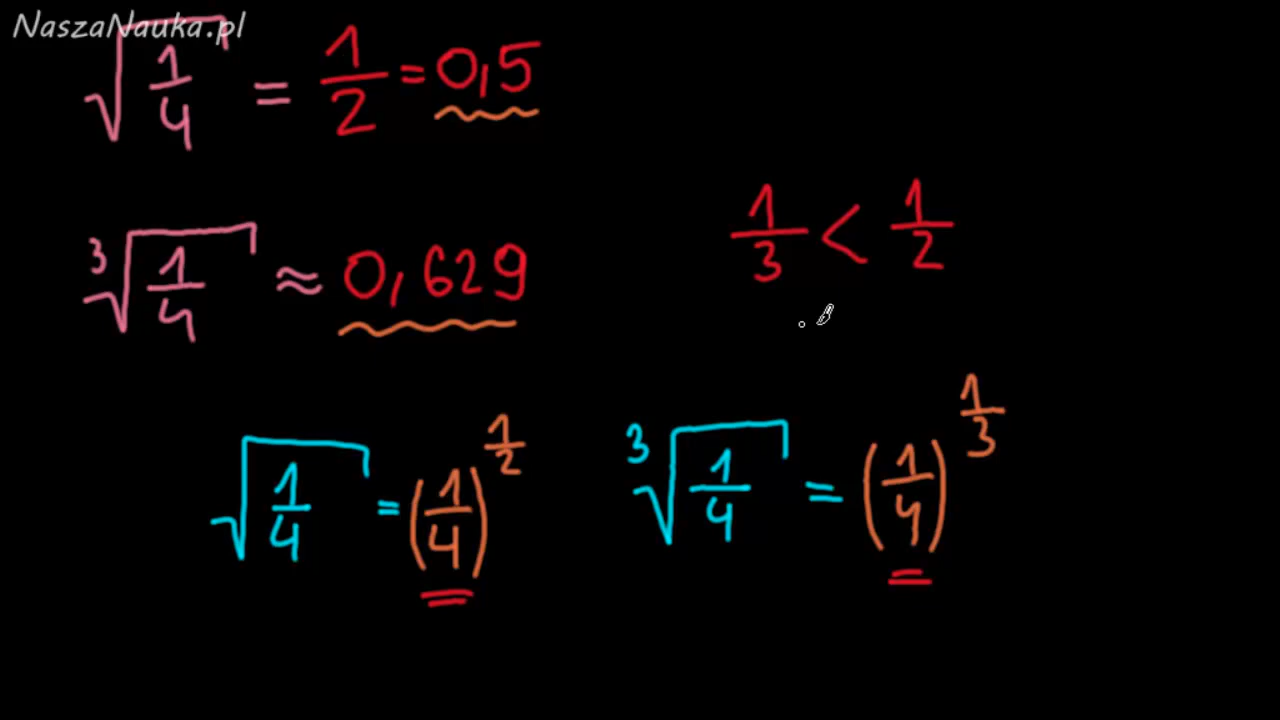 NaszaNauka.pl
√(1/4) = 1/2 = 0,5
1/3 < 1/2
∛(1/4) ≈ 0,629
√(1/4) = (1/4)^(1/2)
∛(1/4) = (1/4)^(1/3)